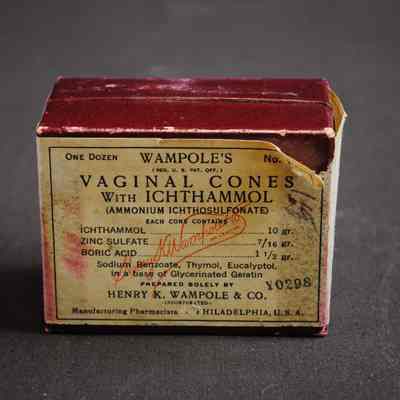 ONE DOZEN WAMPOLE'S No.
(REG. U. S. PAT. OFF.)
VAGINAL CONES
WITH ICHTHAMMOL
(AMMONIUM ICHTHOSULFONATE)
EACH CONE CONTAINS
ICHTHAMMOL 10 gr.
ZINC SULFATE 7/16 gr.
BORIC ACID 1 1/2 gr.
Sodium Benzoate, Thymol, Eucalyptol,
in a base of Glycerinated Gelatin
PREPARED SOLELY BY
HENRY K. WAMPOLE & CO.
(INCORPORATED)
Y0298
Manufacturing Pharmacists PHILADELPHIA, U.S.A.